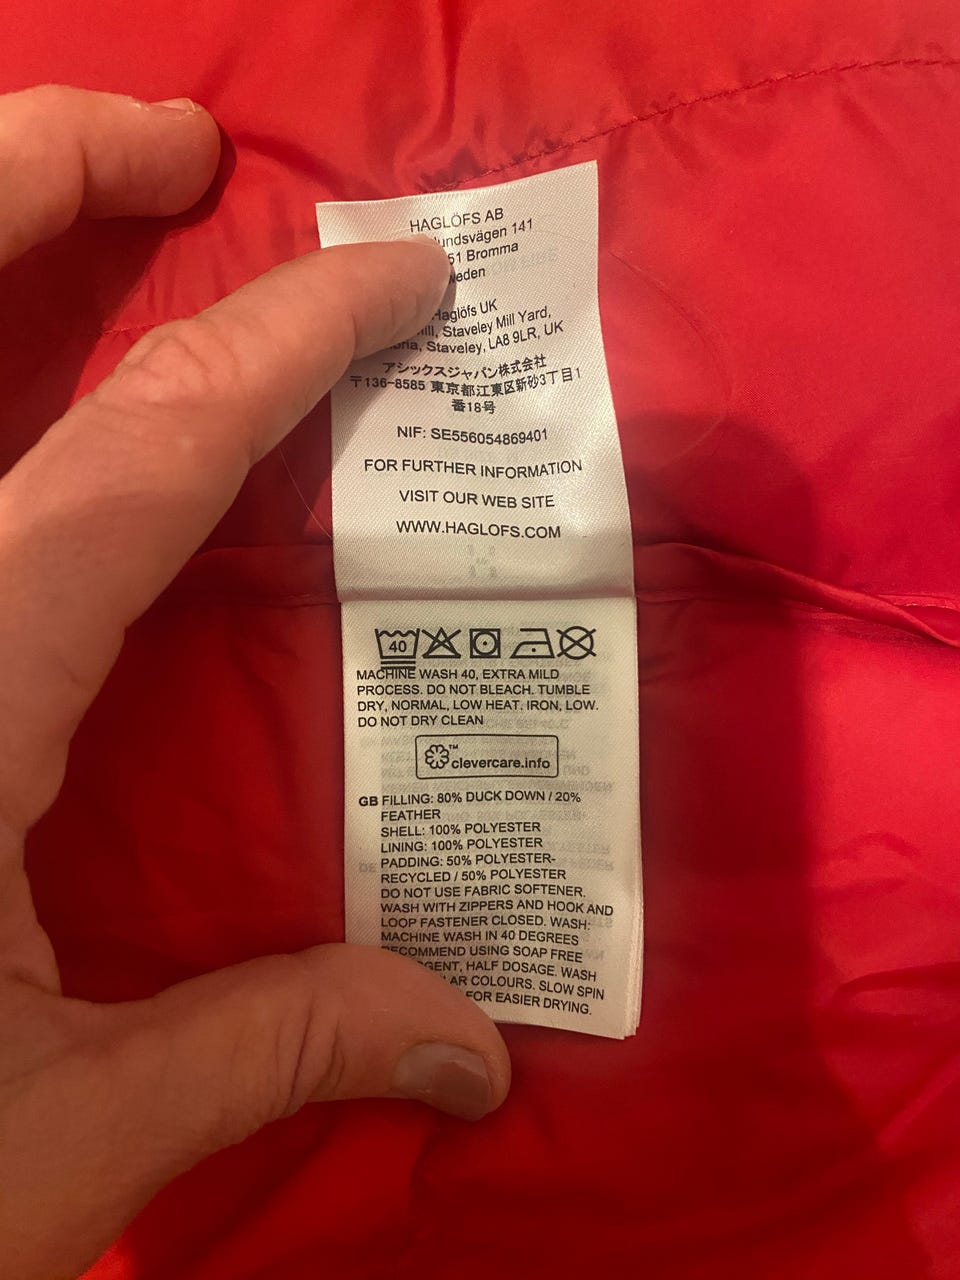 HAGLÖFS AB
141
51 Bromma
Haglöfs UK
Staveley Mill Yard,
Staveley, LA8 9LR, UK
アシックスジャパン株式会社
〒136-8585 東京都江東区新砂3丁目1
番18号
NIF: SE556054869401
FOR FURTHER INFORMATION
VISIT OUR WEB SITE
WWW.HAGLOFS.COM
40
MACHINE WASH 40, EXTRA MILD
PROCESS. DO NOT BLEACH. TUMBLE
DRY, NORMAL, LOW HEAT. IRON, LOW.
DO NOT DRY CLEAN
™
clevercare.info
GB FILLING: 80% DUCK DOWN / 20%
FEATHER
SHELL: 100% POLYESTER
LINING: 100% POLYESTER
PADDING: 50% POLYESTER-
RECYCLED / 50% POLYESTER
DO NOT USE FABRIC SOFTENER.
WASH WITH ZIPPERS AND HOOK AND
LOOP FASTENER CLOSED. WASH:
MACHINE WASH IN 40 DEGREES
RECOMMEND USING SOAP FREE
HALF DOSAGE. WASH
COLOURS. SLOW SPIN
FOR EASIER DRYING.